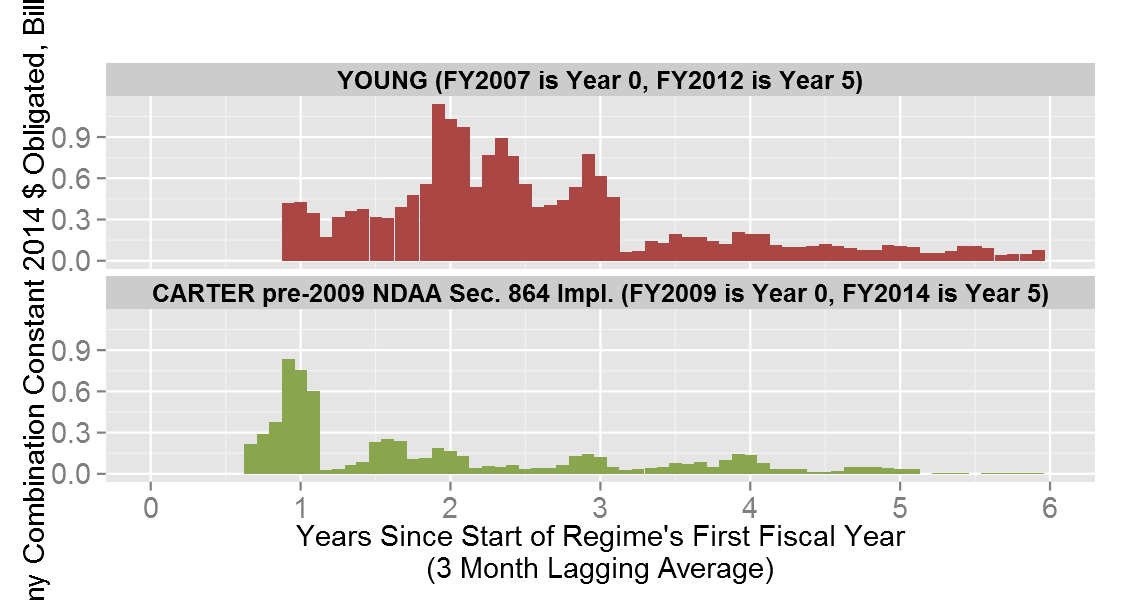 ny Combination Constant 2014 $ Obligated, Bill
YOUNG (FY2007 is Year 0, FY2012 is Year 5)
0.9
0.6
0.3
0.0
CARTER pre-2009 NDAA Sec. 864 Impl. (FY2009 is Year 0, FY2014 is Year 5)
0.9
0.6
0.3
0.0
0 1 2 3 4 5 6
Years Since Start of Regime's First Fiscal Year
(3 Month Lagging Average)